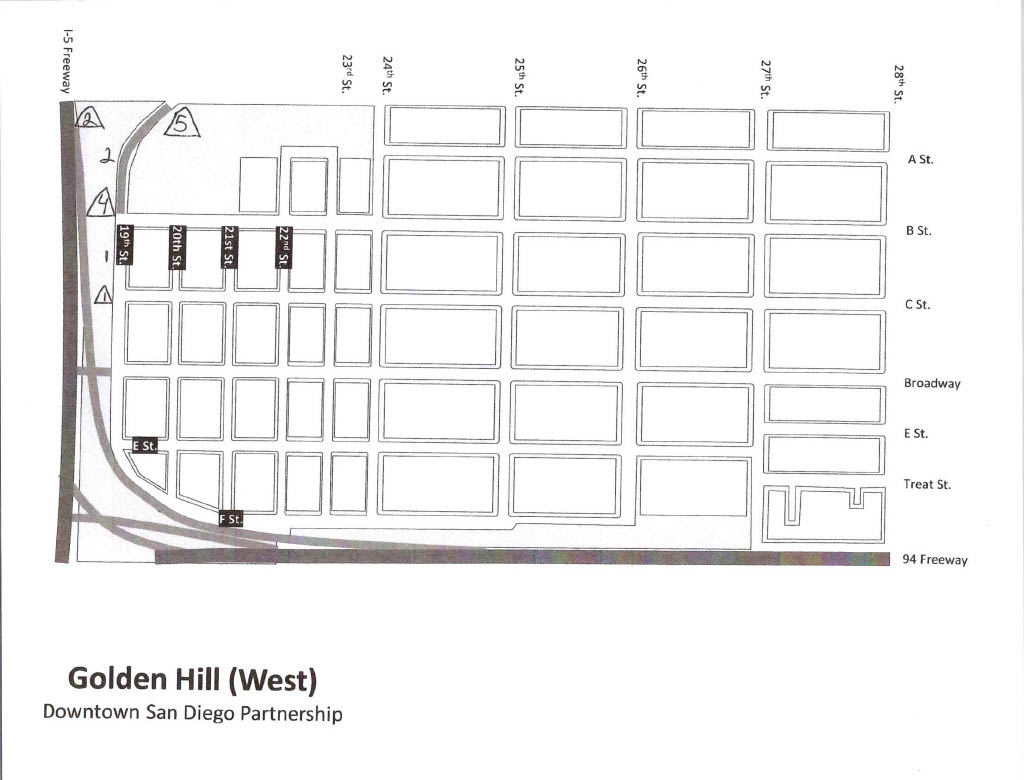 I-5 Freeway
23rd St.
24th St.
25th St.
26th St.
27th St.
28th St.
2
5
2
A St.
4
19th St.
20th St.
21st St.
22nd St.
B St.
1
1
C St.
Broadway
E St.
E St.
Treat St.
F St.
94 Freeway
Golden Hill (West)
Downtown San Diego Partnership